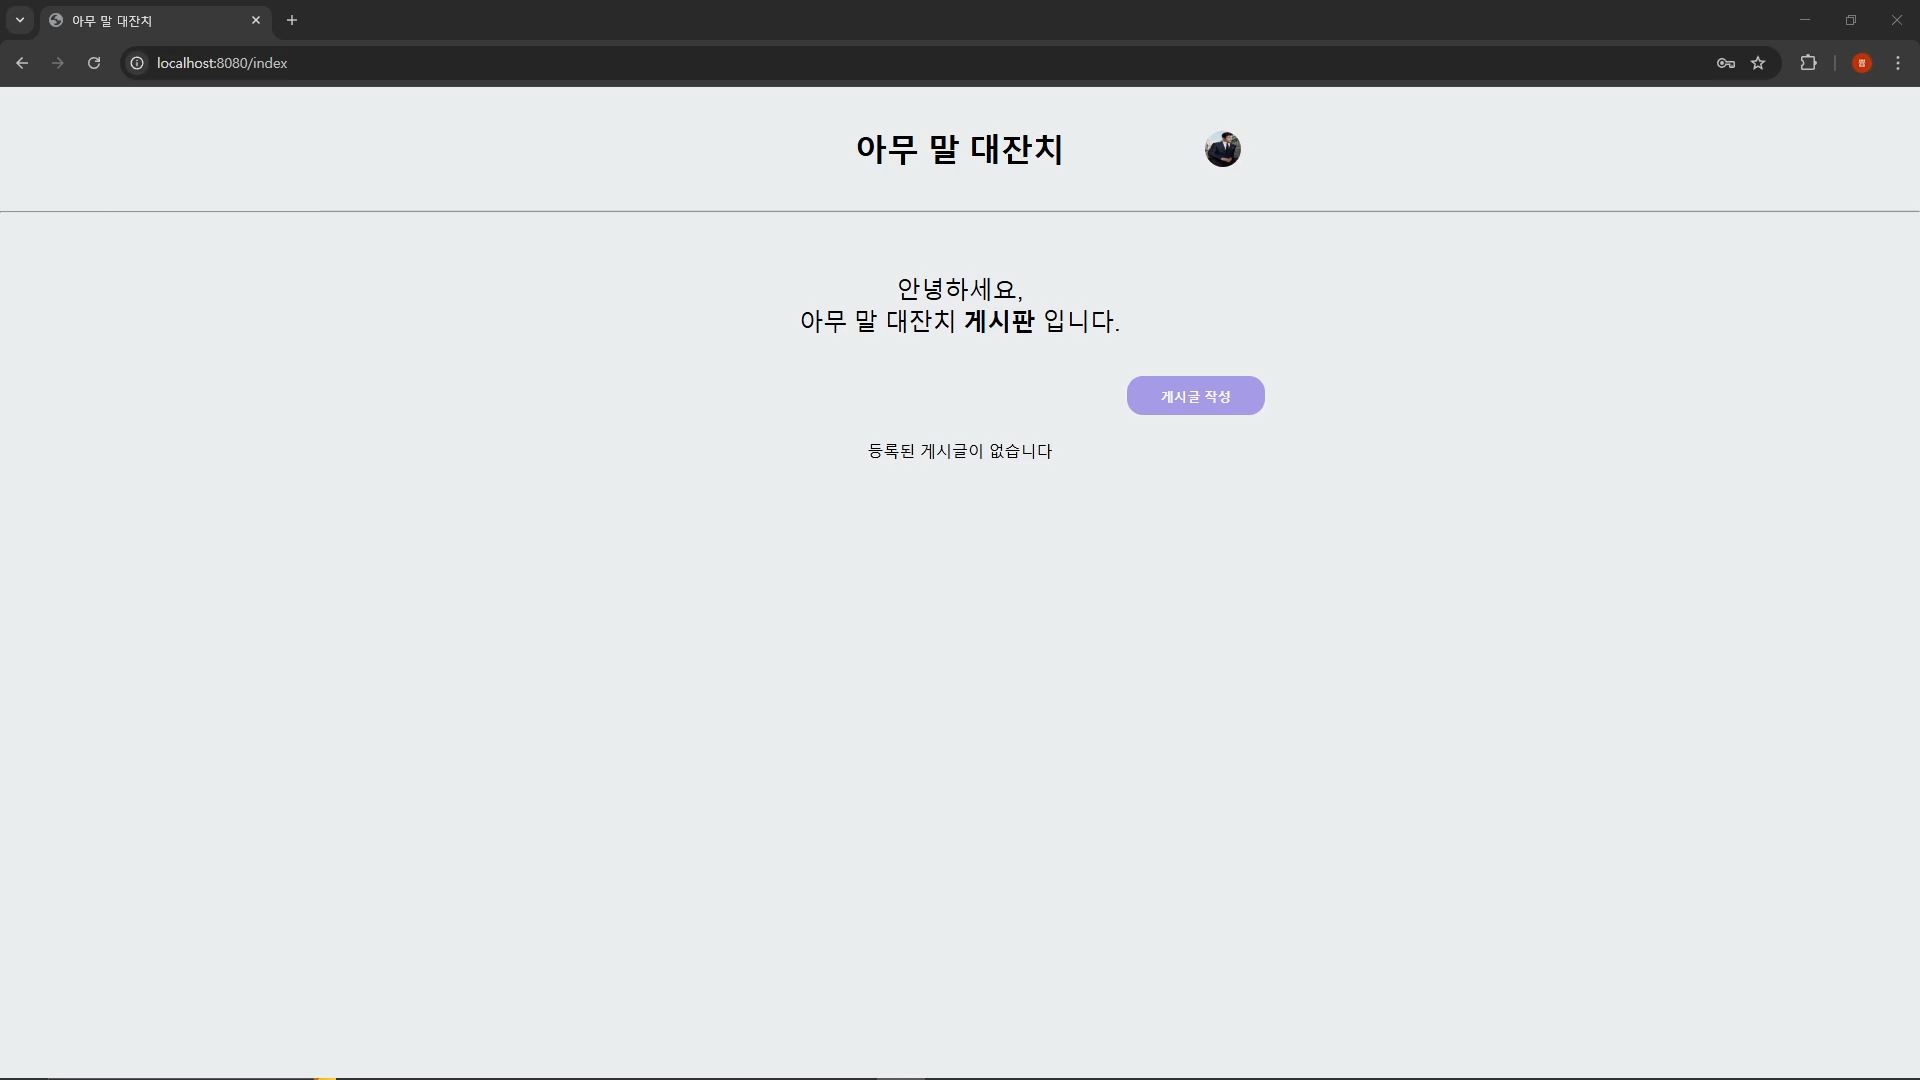 아무 말 대잔치
localhost:8080/index
아무 말 대잔치
안녕하세요,
아무 말 대잔치 게시판 입니다.
게시글 작성
등록된 게시글이 없습니다